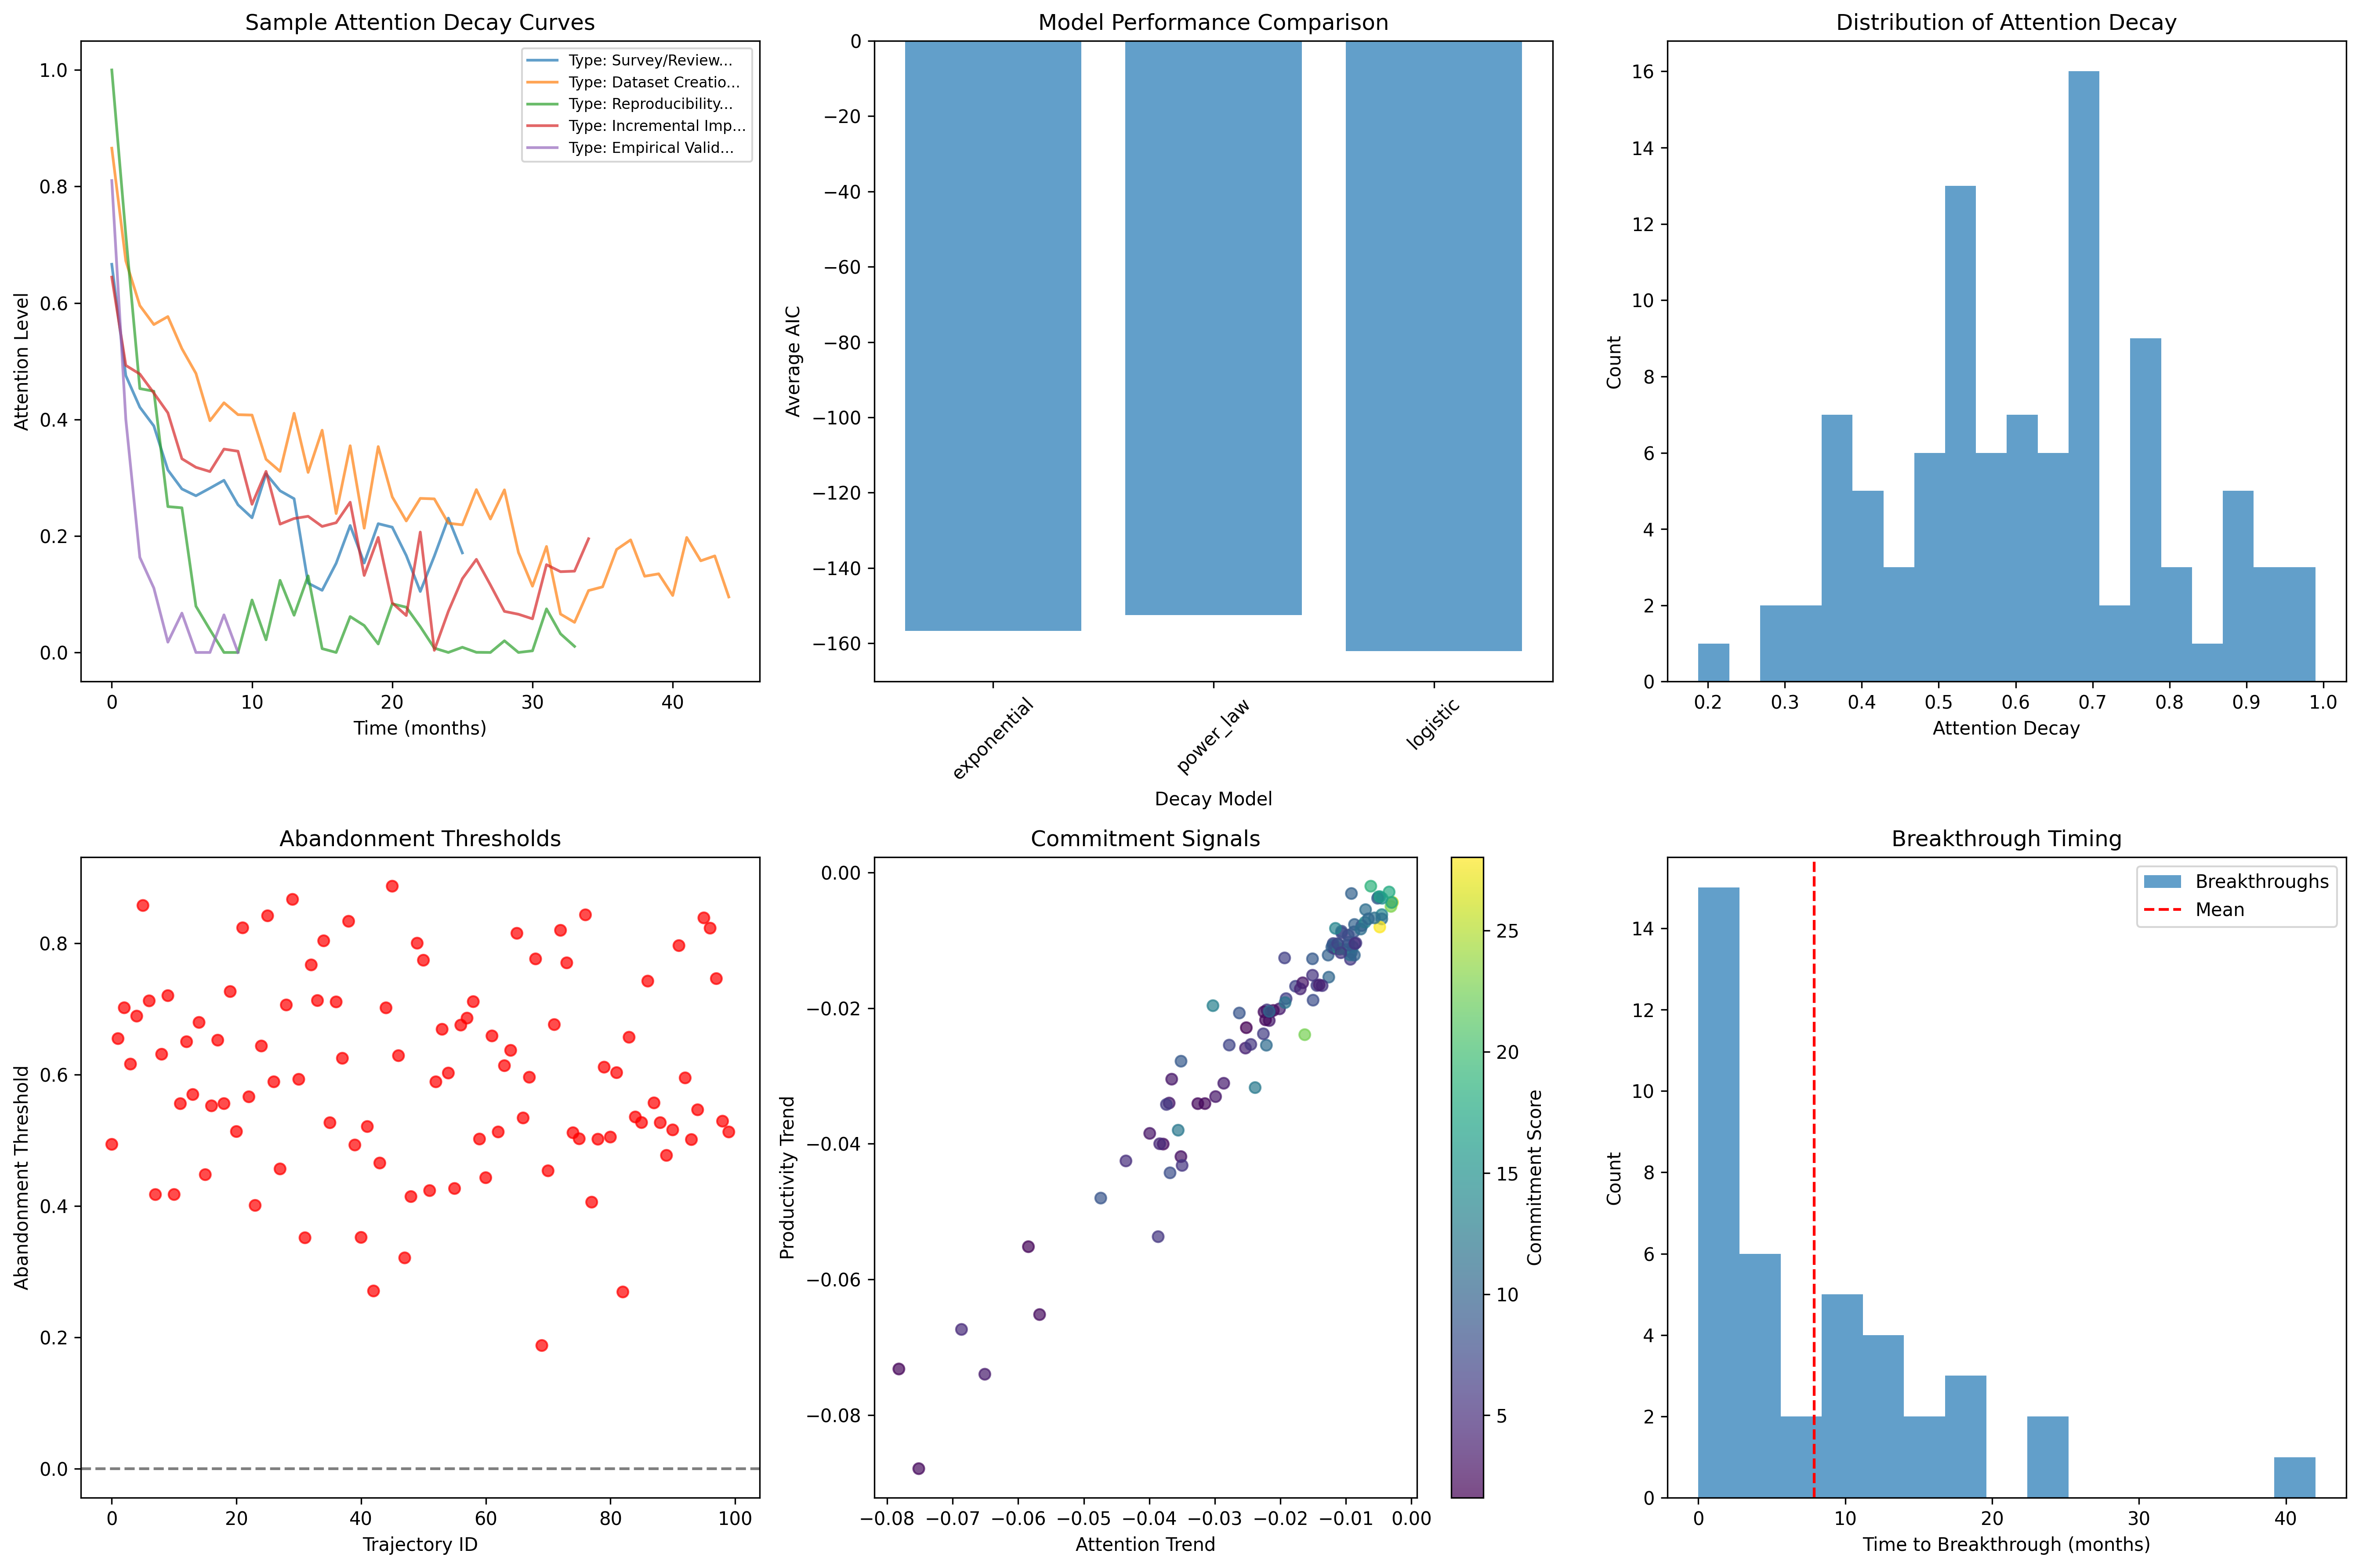 Sample Attention Decay Curves
Attention Level
1.0
0.8
0.6
0.4
0.2
0.0
0 10 20 30 40
Time (months)
Type: Survey/Review...
Type: Dataset Creatio...
Type: Reproducibility...
Type: Incremental Imp...
Type: Empirical Valid...
Model Performance Comparison
Average AIC
0
−20
−40
−60
−80
−100
−120
−140
−160
exponential power_law logistic
Decay Model
Distribution of Attention Decay
Count
16
14
12
10
8
6
4
2
0
0.2 0.3 0.4 0.5 0.6 0.7 0.8 0.9 1.0
Attention Decay
Abandonment Thresholds
Abandonment Threshold
0.8
0.6
0.4
0.2
0.0
0 20 40 60 80 100
Trajectory ID
Commitment Signals
Productivity Trend
0.00
−0.02
−0.04
−0.06
−0.08
−0.08 −0.07 −0.06 −0.05 −0.04 −0.03 −0.02 −0.01 0.00
Attention Trend
25
20
15
10
5
Commitment Score
Breakthrough Timing
Count
14
12
10
8
6
4
2
0
0 10 20 30 40
Time to Breakthrough (months)
Breakthroughs
Mean